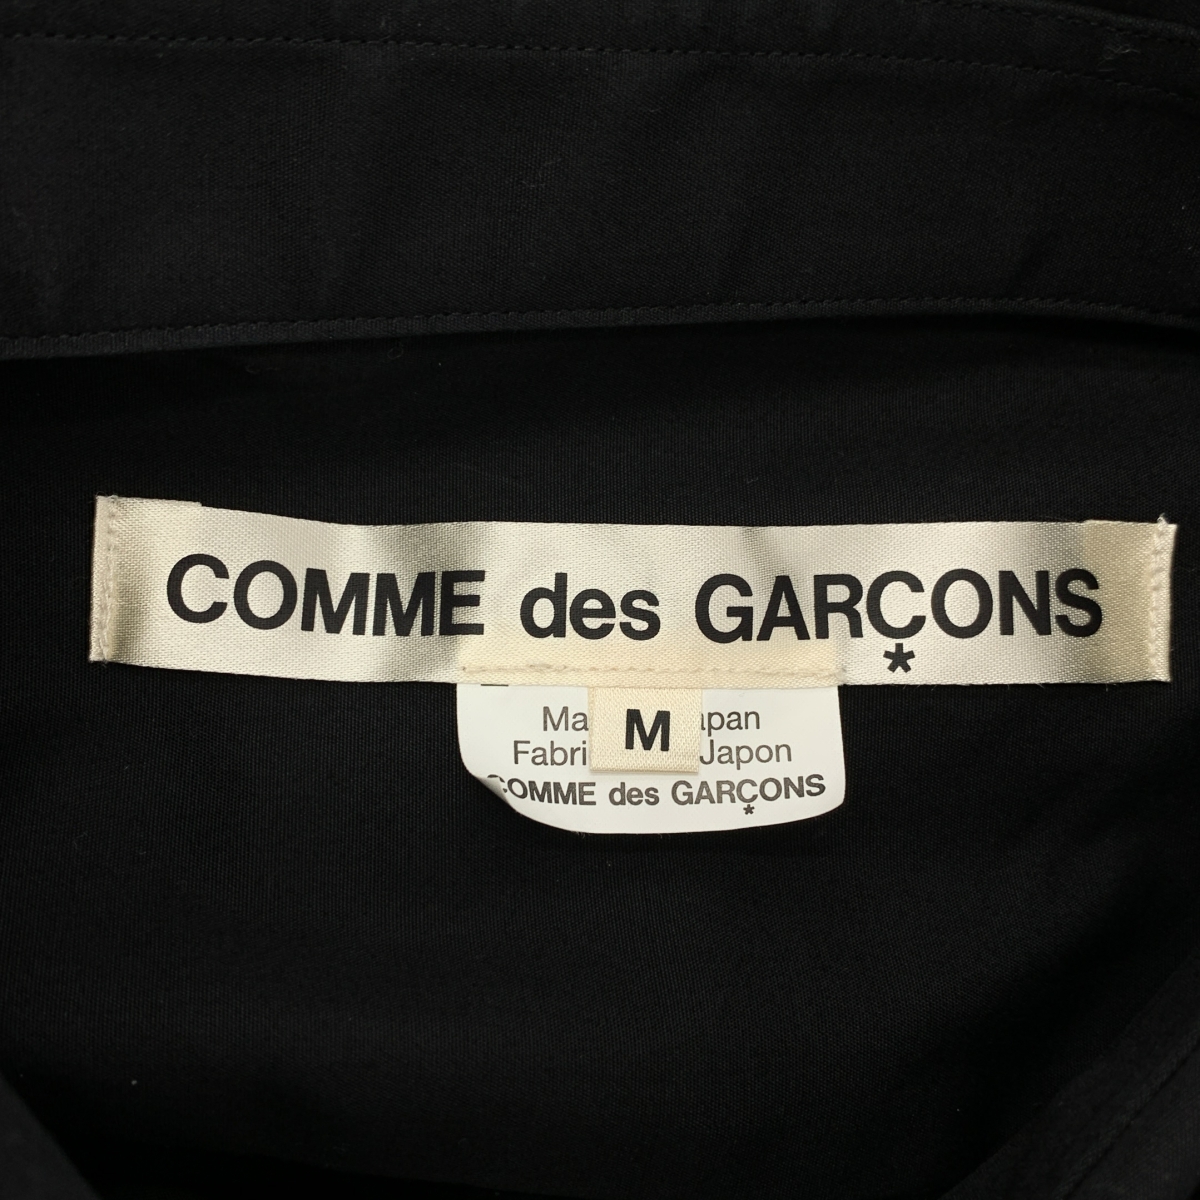 COMME des GARÇONS
*
M
Ma apan
Fabri Japon
COMME des GARÇONS
*